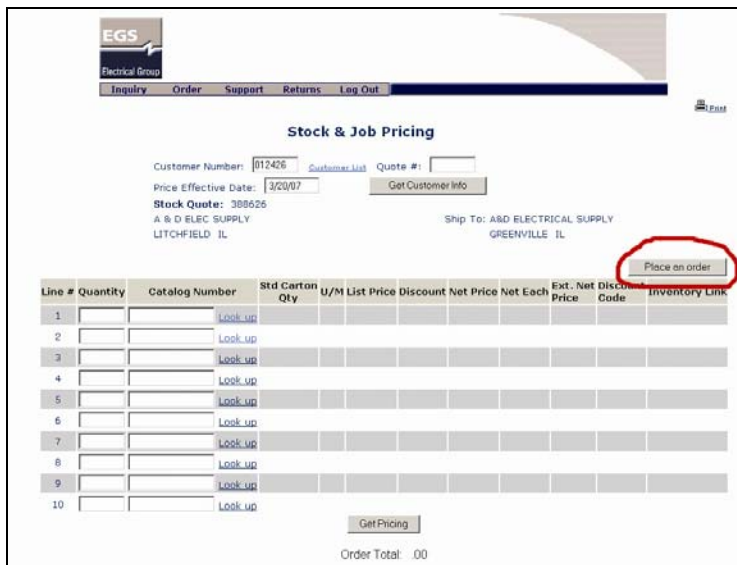 EGS
Electrical Group
Inquiry Order Support Returns Log Out
Print
Stock & Job Pricing
Customer Number: 012426 Customer List Quote #:
Price Effective Date: 3/20/07 Get Customer Info
Stock Quote: 388626
A & D ELEC SUPPLY Ship To: A&D ELECTRICAL SUPPLY
LITCHFIELD IL GREENVILLE IL
Place an order
Line # Quantity Catalog Number Std Carton Qty U/M List Price Discount Net Price Net Each Ext. Net Price Discount Code Inventory Link
1 Look up
2 Look up
3 Look up
4 Look up
5 Look up
6 Look up
7 Look up
8 Look up
9 Look up
10 Look up
Get Pricing
Order Total: .00